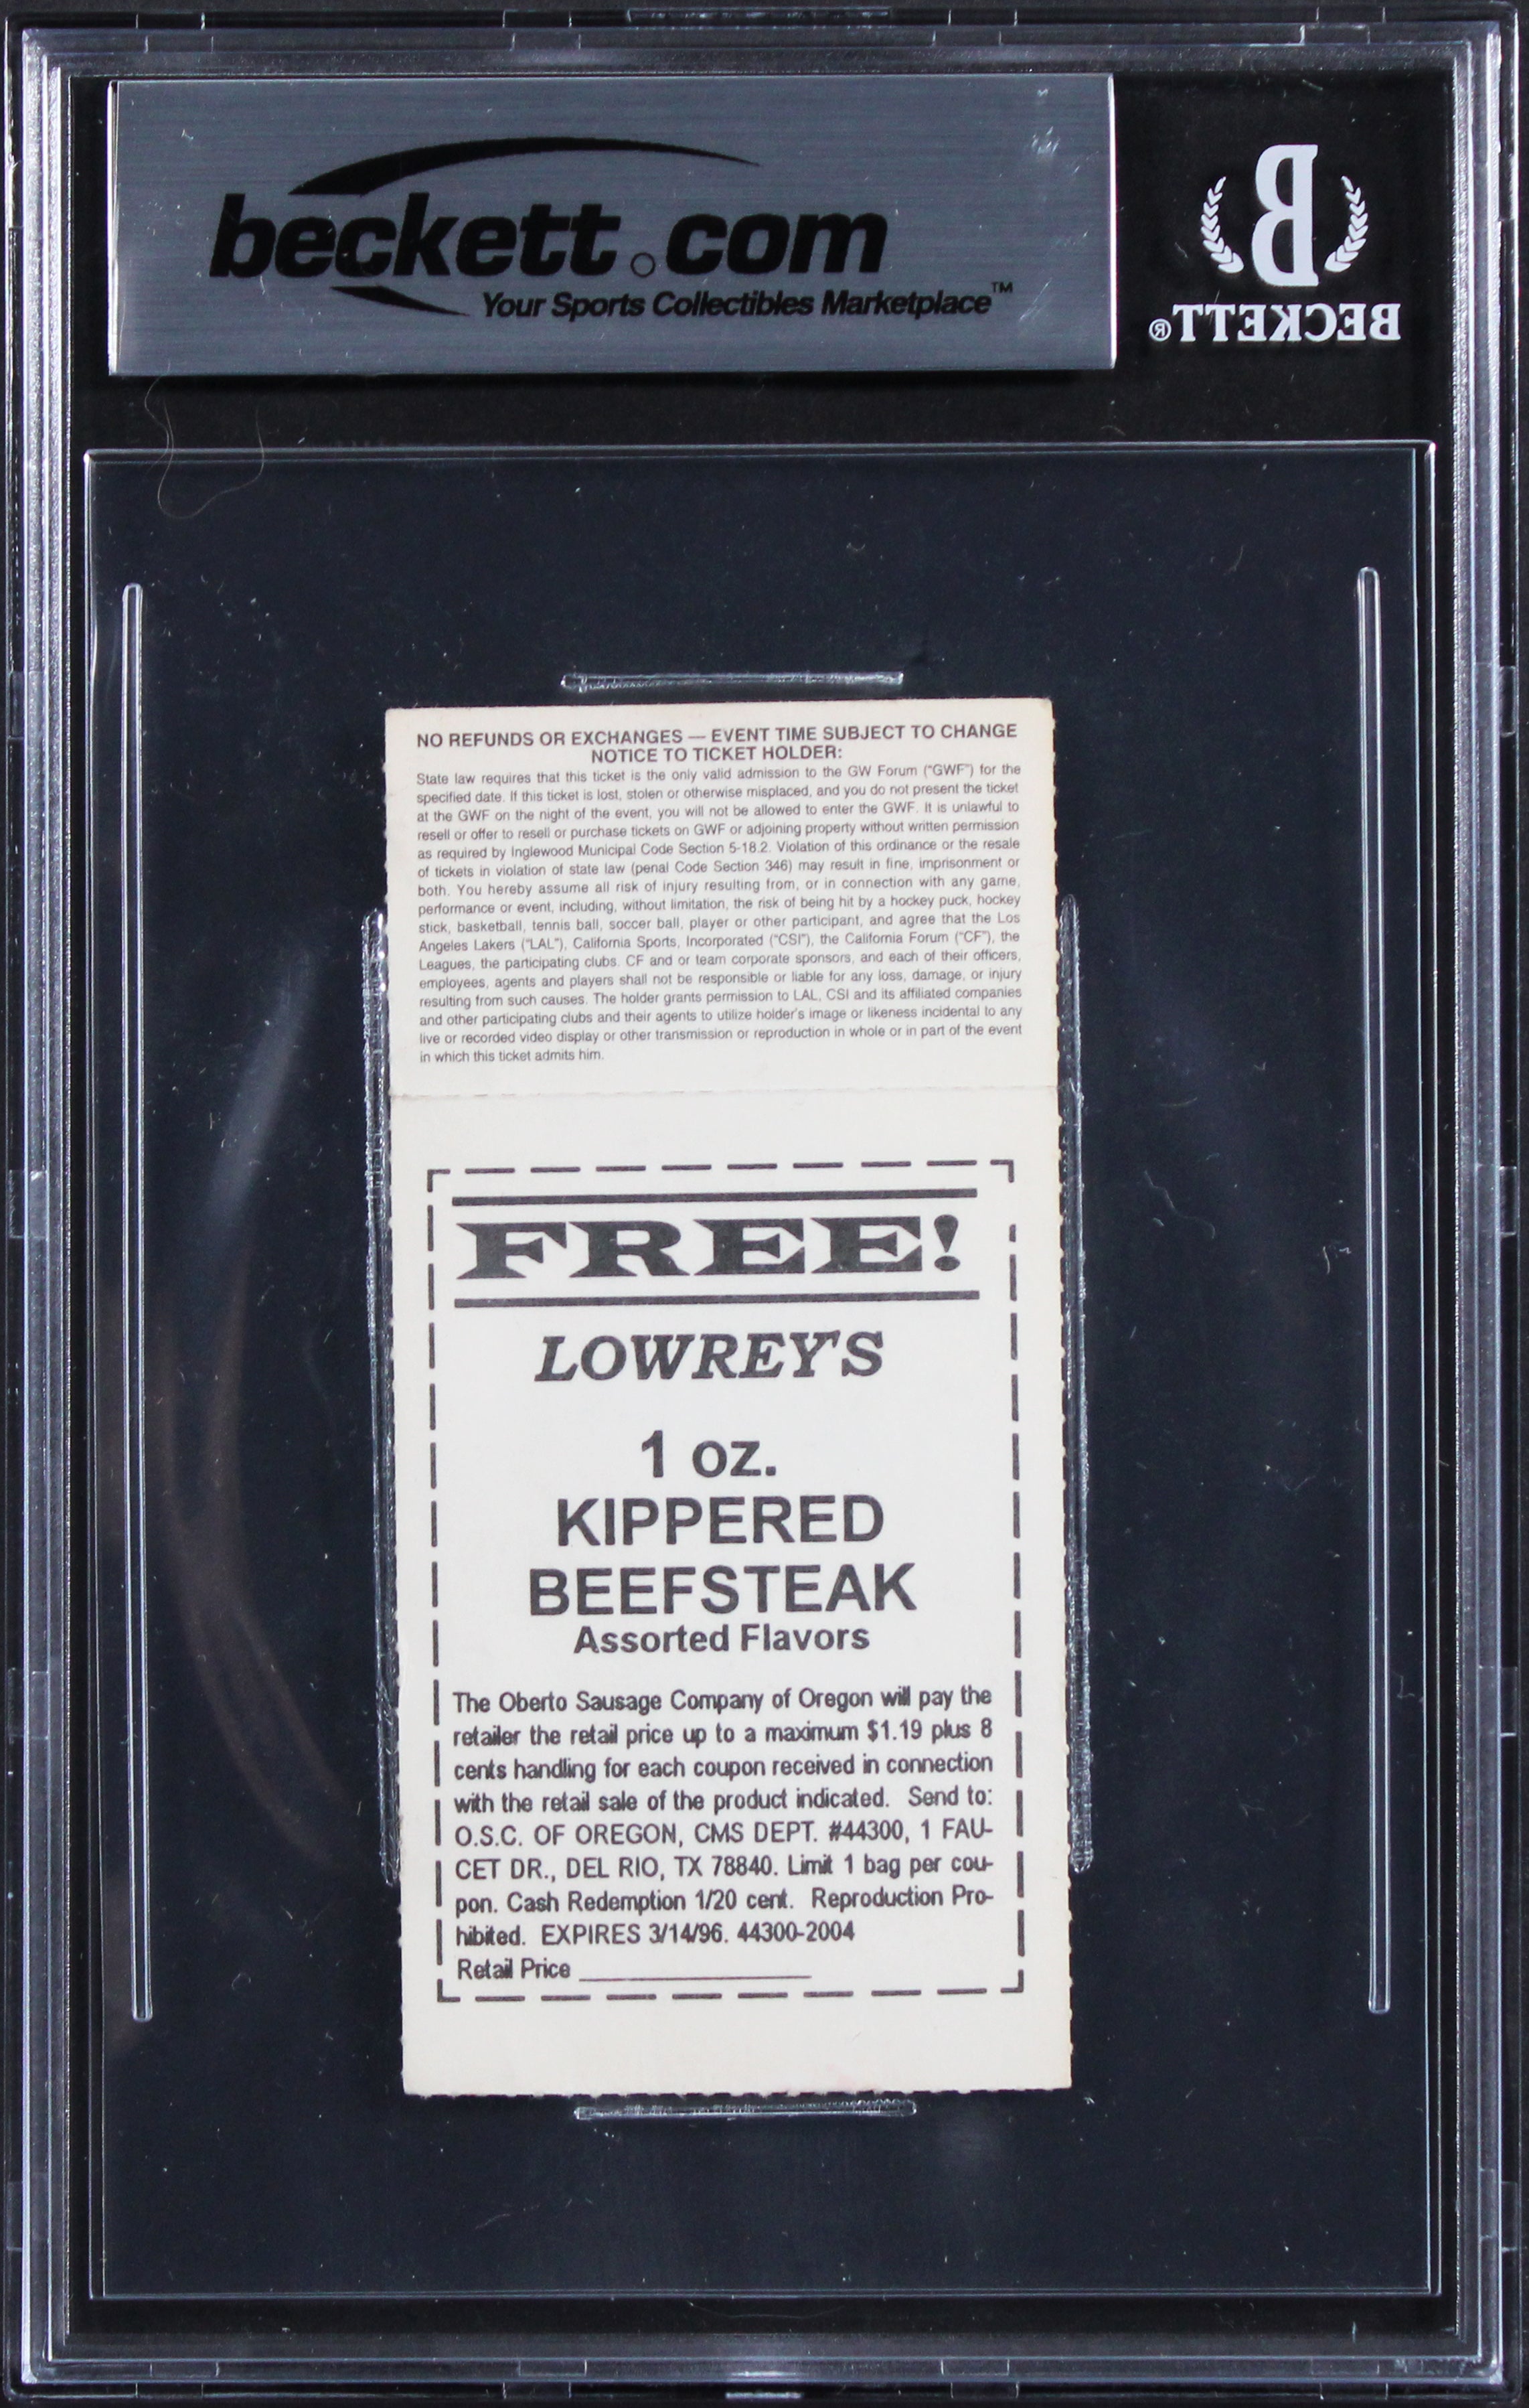 beckett.com
Your Sports Collectibles Marketplace™
B
BECKETT®
NO REFUNDS OR EXCHANGES — EVENT TIME SUBJECT TO CHANGE
NOTICE TO TICKET HOLDER:
State law requires that this ticket is the only valid admission to the GW Forum ("GWF") for the
specified date. If this ticket is lost, stolen or otherwise misplaced, and you do not present the ticket
at the GWF on the night of the event, you will not be allowed to enter the GWF. It is unlawful to
resell or offer to resell or purchase tickets on GWF or adjoining property without written permission
as required by Inglewood Municipal Code Section 5-18.2. Violation of this ordinance or the resale
of tickets in violation of state law (penal Code Section 346) may result in fine, imprisonment or
both. You hereby assume all risk of injury resulting from, or in connection with any game,
performance or event, including, without limitation, the risk of being hit by a hockey puck, hockey
stick, basketball, tennis ball, soccer ball, player or other participant, and agree that the Los
Angeles Lakers ("LAL"), California Sports, Incorporated ("CSI"), the California Forum ("CF"), the
Leagues, the participating clubs. CF and or team corporate sponsors, and each of their officers,
employees, agents and players shall not be responsible or liable for any loss, damage, or injury
resulting from such causes. The holder grants permission to LAL, CSI and its affiliated companies
and other participating clubs and their agents to utilize holder's image or likeness incidental to any
live or recorded video display or other transmission or reproduction in whole or in part of the event
in which this ticket admits him.
FREE!
LOWREY'S
1 oz.
KIPPERED
BEEFSTEAK
Assorted Flavors
The Oberto Sausage Company of Oregon will pay the
retailer the retail price up to a maximum $1.19 plus 8
cents handling for each coupon received in connection
with the retail sale of the product indicated. Send to:
O.S.C. OF OREGON, CMS DEPT. #44300, 1 FAU-
CET DR., DEL RIO, TX 78840. Limit 1 bag per cou-
pon. Cash Redemption 1/20 cent. Reproduction Pro-
hibited. EXPIRES 3/14/96. 44300-2004
Retail Price